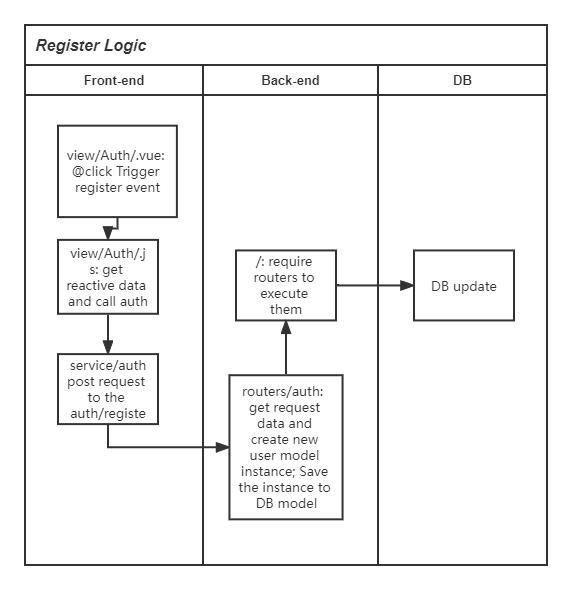 Register Logic
Front-end
Back-end
DB
view/Auth/.vue:
@click Trigger
register event
view/Auth/.j
s: get
reactive data
and call auth
service/auth
post request
to the
auth/registe
/: require
routers to
execute
them
routers/auth:
get request
data and
create new
user model
instance; Save
the instance to
DB model
DB update